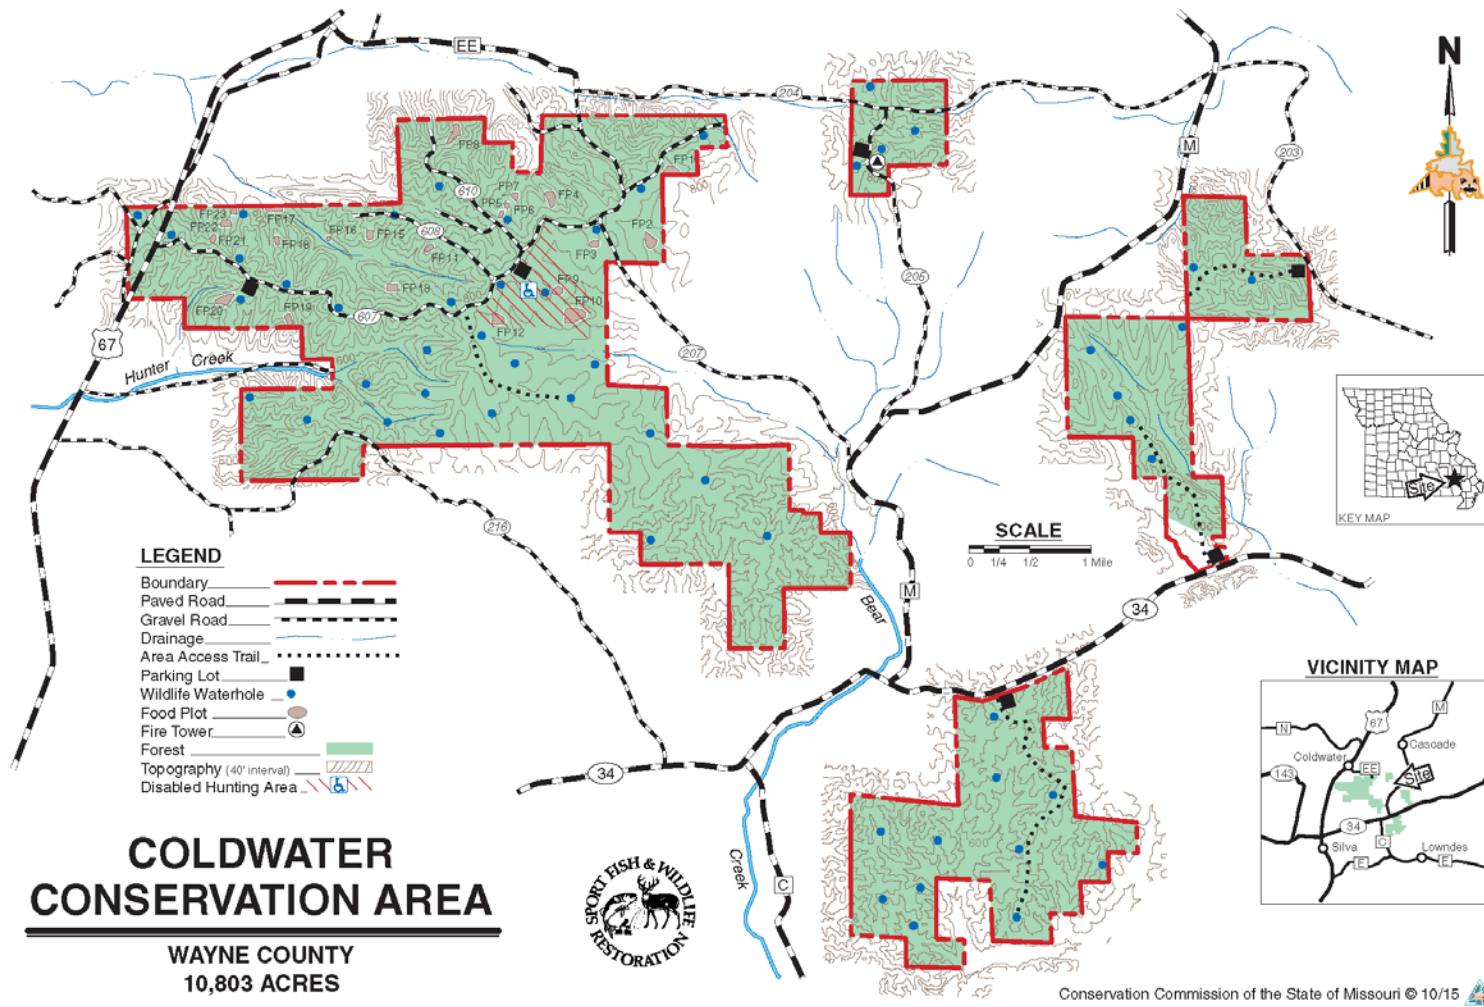 N
EE
204
M
203
FP8
FP1
800
610
FP7
FP5
FP6
FP4
FP23
FP22
FP21
FP17
FP18
FP16
FP15
608
FP11
FP2
FP3
205
FP9
FP10
FP13
FP20
FP19
607
FP12
67
Hunter Creek
600
207
Site
KEY MAP
216
SCALE
0 1/4 1/2 1 Mile
LEGEND
Boundary
Paved Road
Gravel Road
Drainage
Area Access Trail
Parking Lot
Wildlife Waterhole
Food Plot
Fire Tower
Forest
Topography (40' interval)
Disabled Hunting Area
M
Bear
34
34
Creek
C
600
VICINITY MAP
67
M
N
Coldwater
Cascade
EE
Site
143
34
C
Silva
Lowndes
E
E
COLDWATER
CONSERVATION AREA
WAYNE COUNTY
10,803 ACRES
SPORT FISH & WILDLIFE
RESTORATION
Conservation Commission of the State of Missouri © 10/15